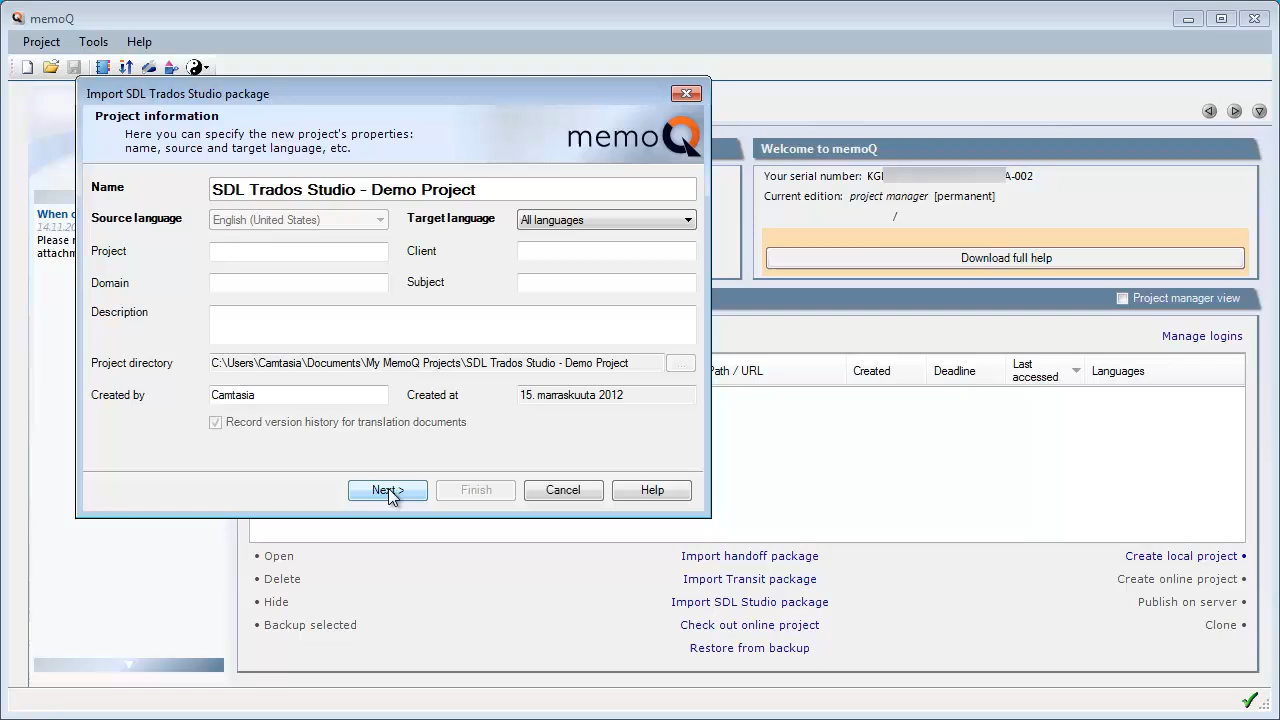 memoQ
Project Tools Help
Import SDL Trados Studio package
Project information
Here you can specify the new project's properties:
name, source and target language, etc.
memoQ
Name SDL Trados Studio - Demo Project
Source language English (United States) Target language All languages
Project Client
Domain Subject
Description
Project directory C:\Users\Camtasia\Documents\My MemoQ Projects\SDL Trados Studio - Demo Project ...
Created by Camtasia Created at 15. marraskuuta 2012
Record version history for translation documents
Next > Finish Cancel Help
When
14.11.20
Please
attachm
Welcome to memoQ
Your serial number: A-002
Current edition: project manager [permanent]
/
Download full help
Project manager view
Manage logins
Path / URL Created Deadline Last accessed Languages
• Open Import handoff package Create local project •
• Delete Import Transit package Create online project •
• Hide Import SDL Studio package Publish on server •
• Backup selected Check out online project Clone •
Restore from backup